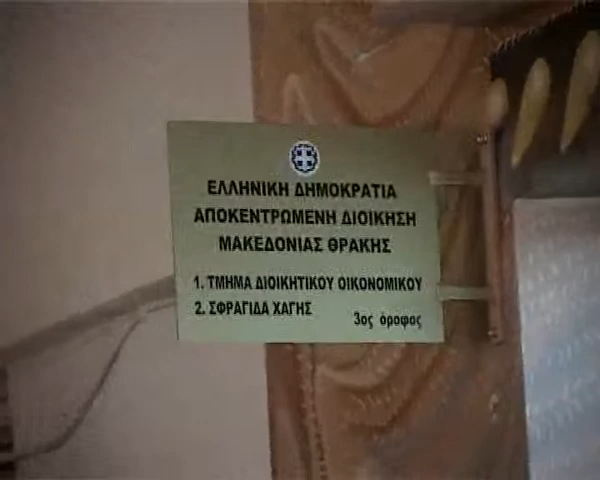 ΕΛΛΗΝΙΚΗ ΔΗΜΟΚΡΑΤΙΑ
ΑΠΟΚΕΝΤΡΩΜΕΝΗ ΔΙΟΙΚΗΣΗ
ΜΑΚΕΔΟΝΙΑΣ ΘΡΑΚΗΣ
1. ΤΜΗΜΑ ΔΙΟΙΚΗΤΙΚΟΥ ΟΙΚΟΝΟΜΙΚΟΥ
2. ΣΦΡΑΓΙΔΑ ΧΑΓΗΣ
3ος όροφος